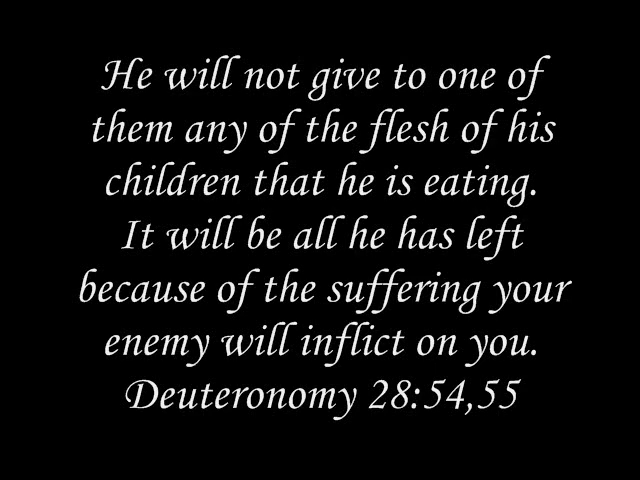 He will not give to one of
them any of the flesh of his
children that he is eating.
It will be all he has left
because of the suffering your
enemy will inflict on you.
Deuteronomy 28:54,55